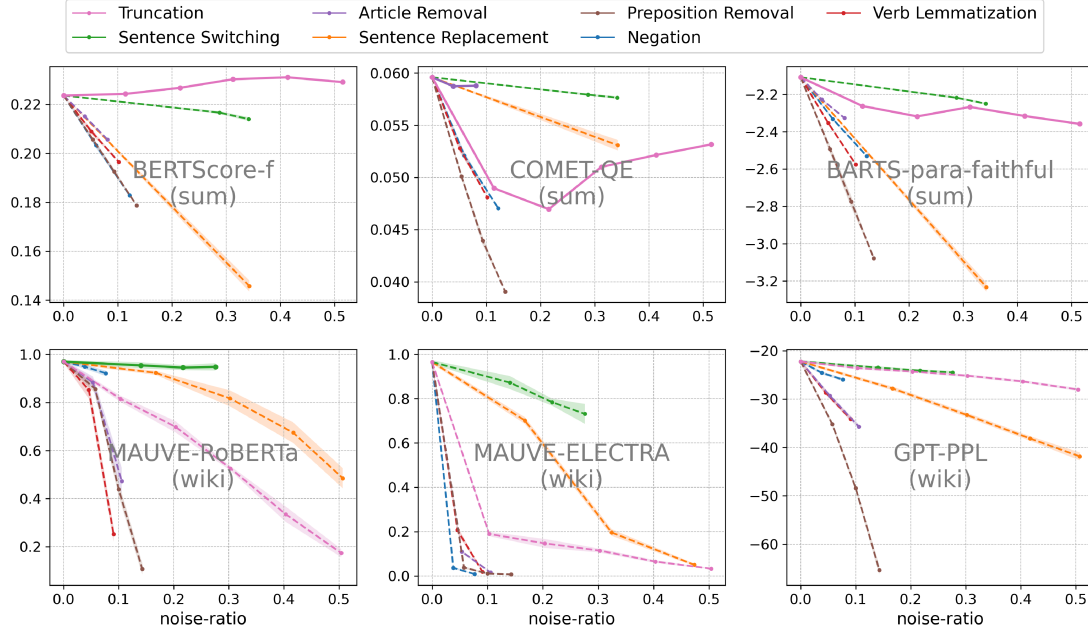 Truncation Article Removal Preposition Removal Verb Lemmatization
Sentence Switching Sentence Replacement Negation
0.22
0.20
0.18
0.16
0.14
BERTScore-f
(sum)
0.0 0.1 0.2 0.3 0.4 0.5
0.060
0.055
0.050
0.045
0.040
COMET-QE
(sum)
0.0 0.1 0.2 0.3 0.4 0.5
−2.2
−2.4
−2.6
−2.8
−3.0
−3.2
BARTS-para-faithful
(sum)
0.0 0.1 0.2 0.3 0.4 0.5
1.0
0.8
0.6
0.4
0.2
MAUVE-RoBERTa
(wiki)
0.0 0.1 0.2 0.3 0.4 0.5
noise-ratio
1.0
0.8
0.6
0.4
0.2
0.0
MAUVE-ELECTRA
(wiki)
0.0 0.1 0.2 0.3 0.4 0.5
noise-ratio
−20
−30
−40
−50
−60
GPT-PPL
(wiki)
0.0 0.1 0.2 0.3 0.4 0.5
noise-ratio